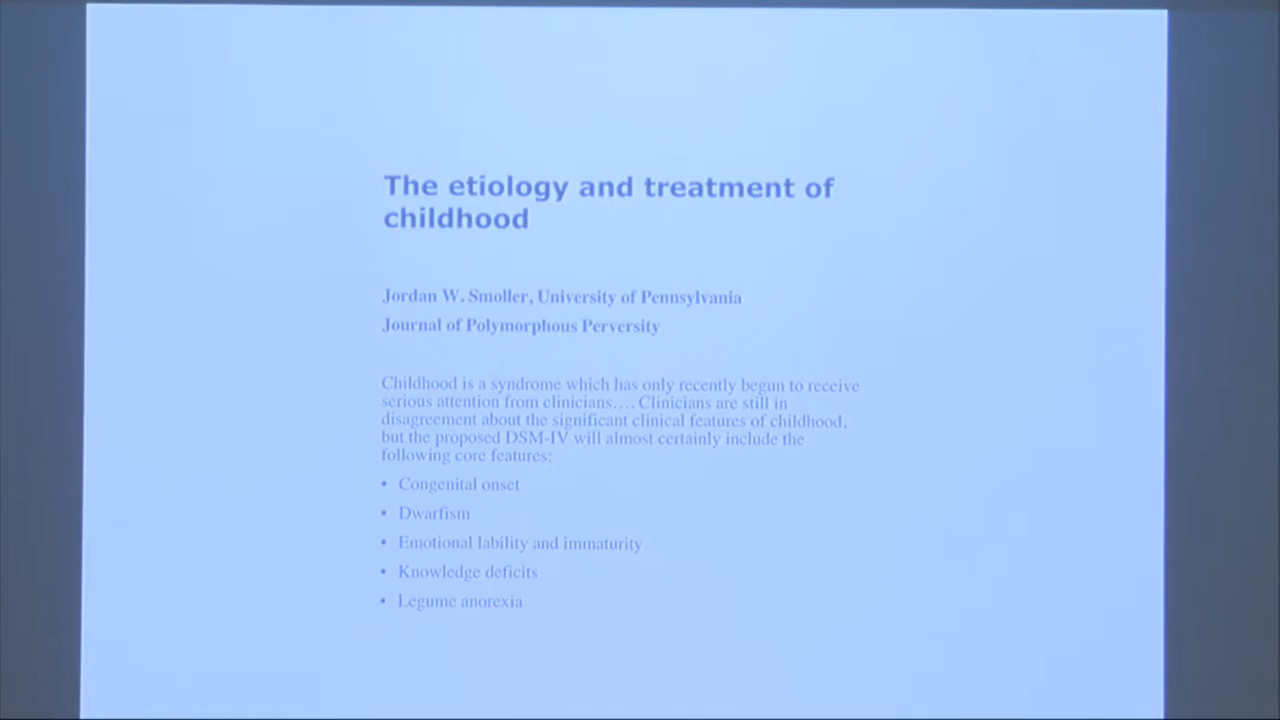 The etiology and treatment of
childhood
Jordan W. Smoller, University of Pennsylvania
Journal of Polymorphous Perversity
Childhood is a syndrome which has only recently begun to receive
serious attention from clinicians…. Clinicians are still in
disagreement about the significant clinical features of childhood,
but the proposed DSM-IV will almost certainly include the
following core features:
• Congenital onset
• Dwarfism
• Emotional lability and immaturity
• Knowledge deficits
• Legume anorexia